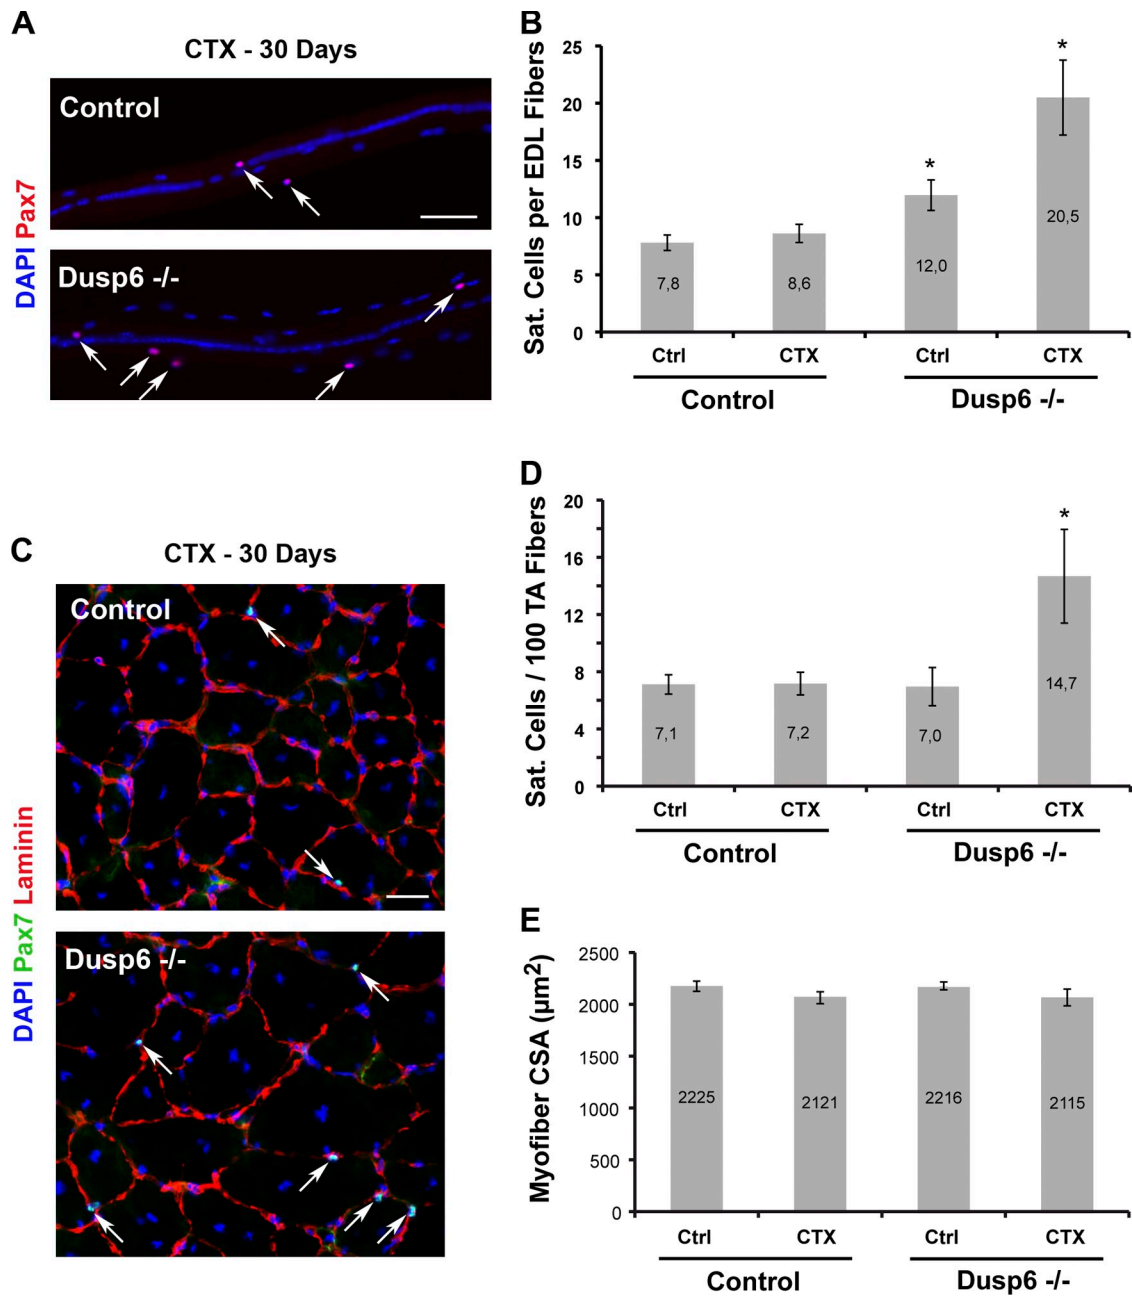 A
CTX - 30 Days
DAPI Pax7
Control
Dusp6 -/-
B
Sat. Cells per EDL Fibers
25
20
15
10
5
0
*
*
7,8
8,6
12,0
20,5
Ctrl
CTX
Ctrl
CTX
Control
Dusp6 -/-
C
CTX - 30 Days
DAPI Pax7 Laminin
Control
Dusp6 -/-
D
Sat. Cells / 100 TA Fibers
20
16
12
8
4
0
*
7,1
7,2
7,0
14,7
Ctrl
CTX
Ctrl
CTX
Control
Dusp6 -/-
E
Myofiber CSA (µm²)
2500
2000
1500
1000
500
0
2225
2121
2216
2115
Ctrl
CTX
Ctrl
CTX
Control
Dusp6 -/-